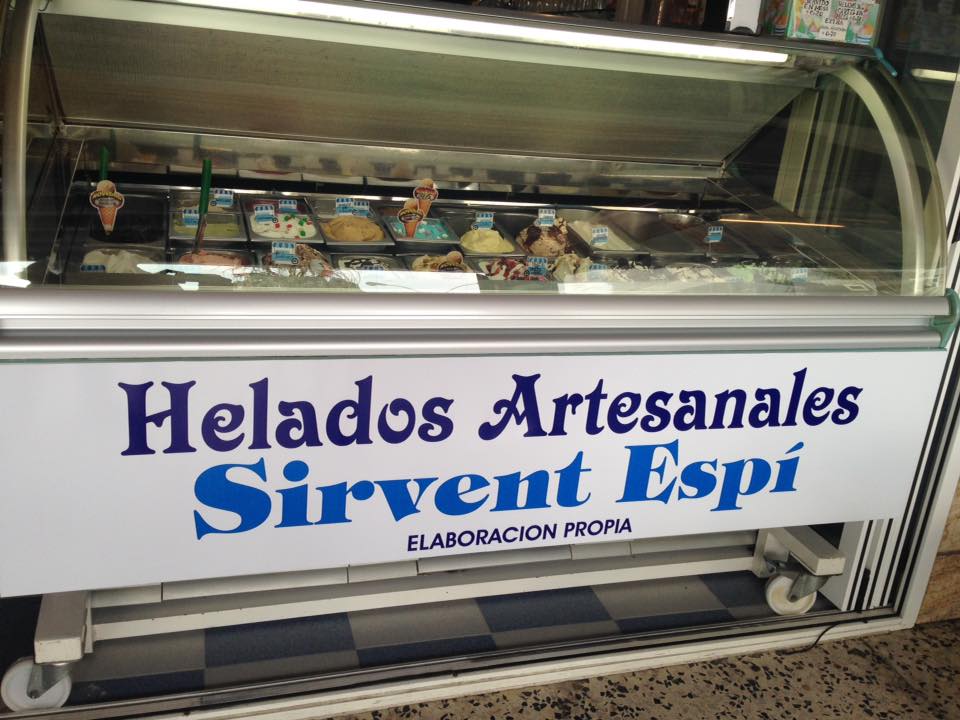 Helados Artesanales
Sirvent Espí
ELABORACION PROPIA